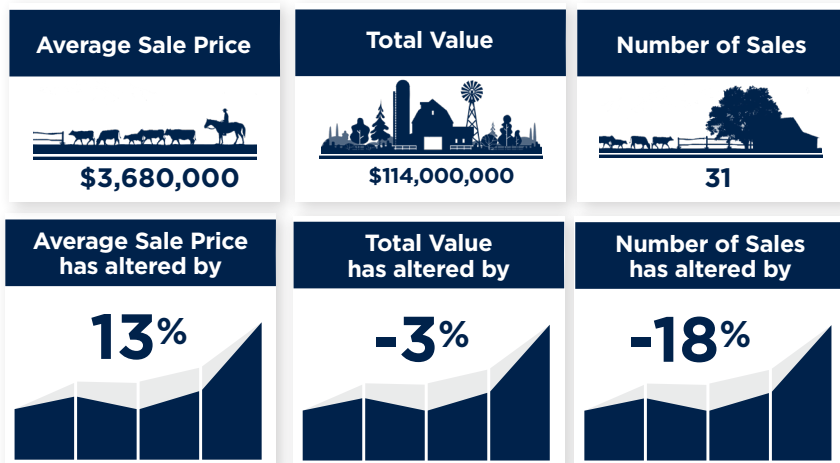 Average Sale Price
Total Value
Number of Sales
$3,680,000
$114,000,000
31
Average Sale Price
has altered by
Total Value
has altered by
Number of Sales
has altered by
13%
-3%
-18%